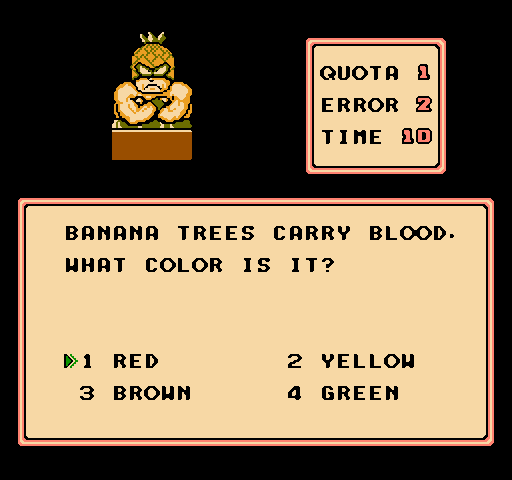 QUOTA 1
ERROR 2
TIME 10
BANANA TREES CARRY BLOOD.
WHAT COLOR IS IT?
1 RED 2 YELLOW
3 BROWN 4 GREEN